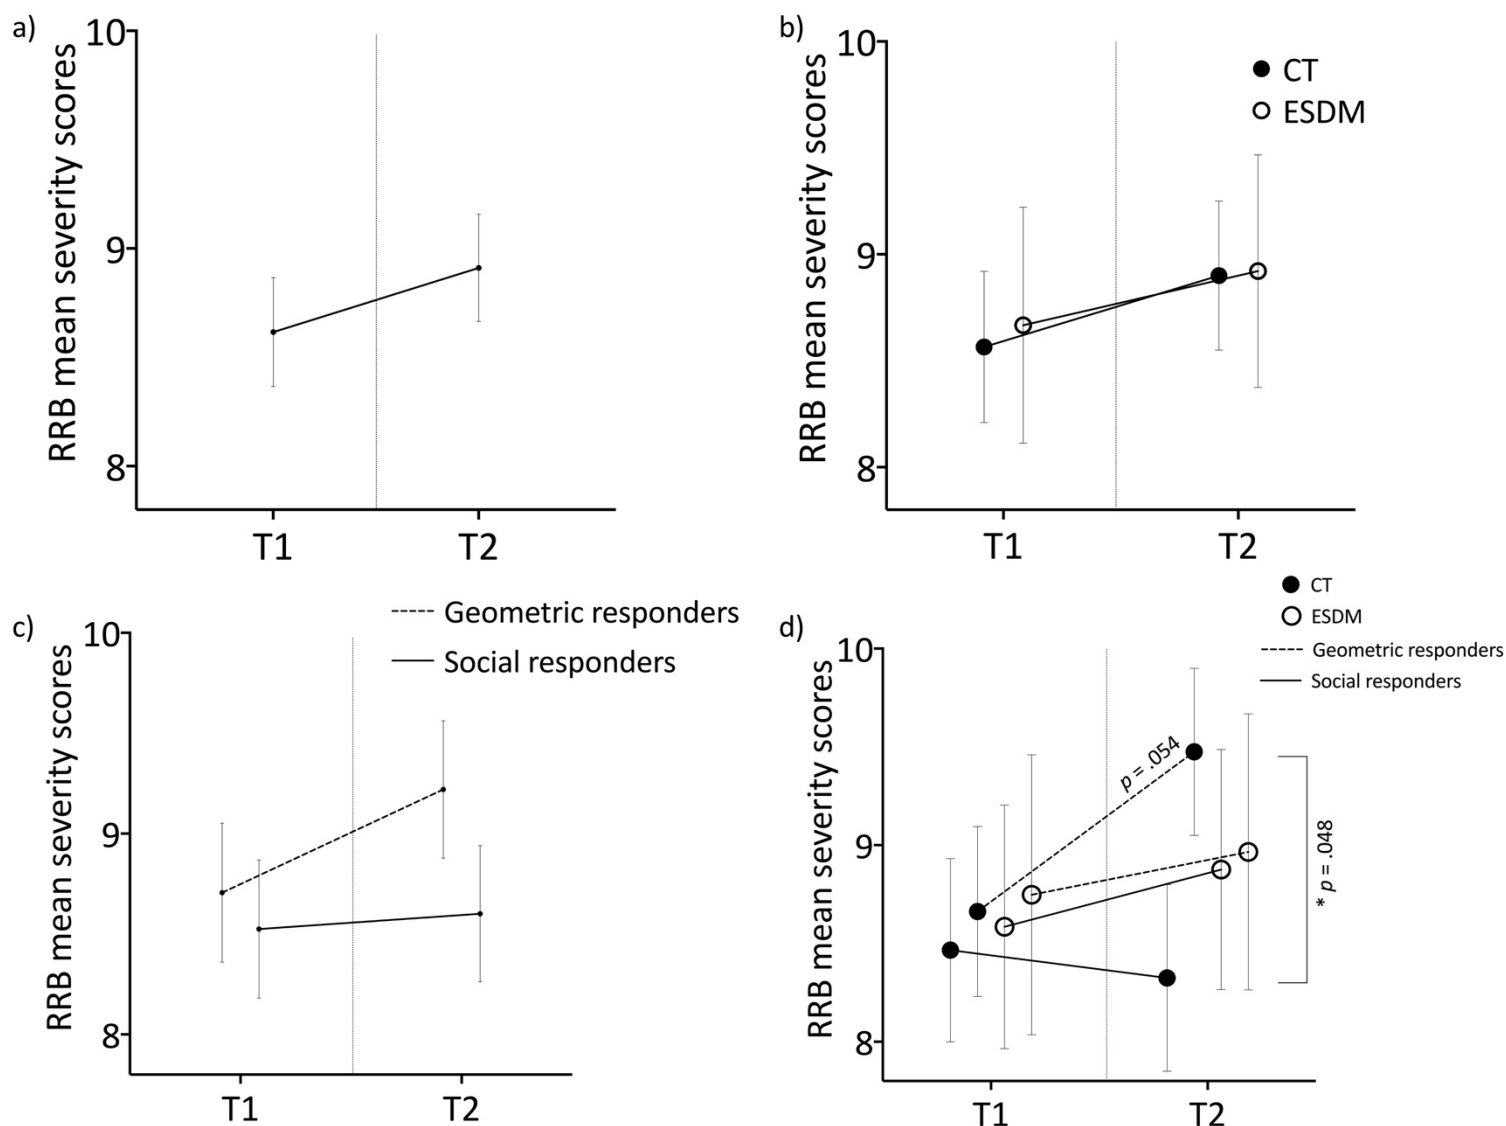 a)
RRB mean severity scores
10
9
8
T1 T2
b)
RRB mean severity scores
10
9
8
CT
ESDM
T1 T2
c)
RRB mean severity scores
10
9
8
Geometric responders
Social responders
T1 T2
d)
RRB mean severity scores
10
9
8
CT
ESDM
Geometric responders
Social responders
p = .054
* p = .048
T1 T2